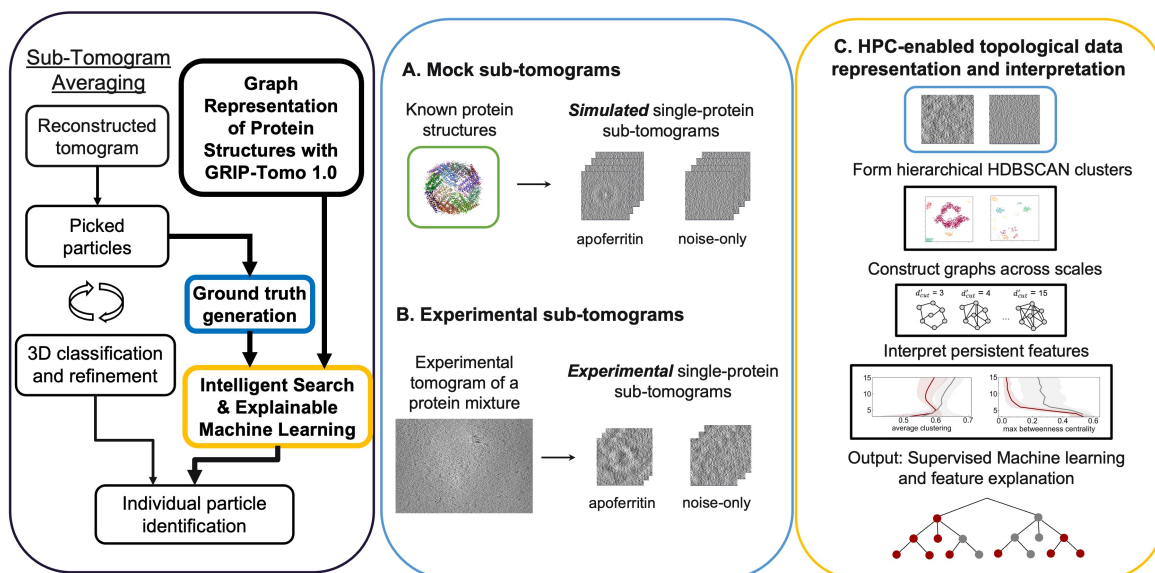 Sub-Tomogram
Averaging
Reconstructed
tomogram
Picked
particles
3D classification
and refinement
Graph
Representation
of Protein
Structures with
GRIP-Tomo 1.0
Ground truth
generation
Intelligent Search
& Explainable
Machine Learning
Individual particle
identification
A. Mock sub-tomograms
Known protein
structures
Simulated single-protein
sub-tomograms
apoferritin
noise-only
B. Experimental sub-tomograms
Experimental
tomogram of a
protein mixture
Experimental single-protein
sub-tomograms
apoferritin
noise-only
C. HPC-enabled topological data
representation and interpretation
Form hierarchical HDBSCAN clusters
Construct graphs across scales
d'cut = 3
d'cut = 4
...
d'cut = 15
Interpret persistent features
15
10
5
0.5 0.6 0.7
average clustering
15
10
5
0.0 0.2 0.4 0.6
max betweenness centrality
Output: Supervised Machine learning
and feature explanation